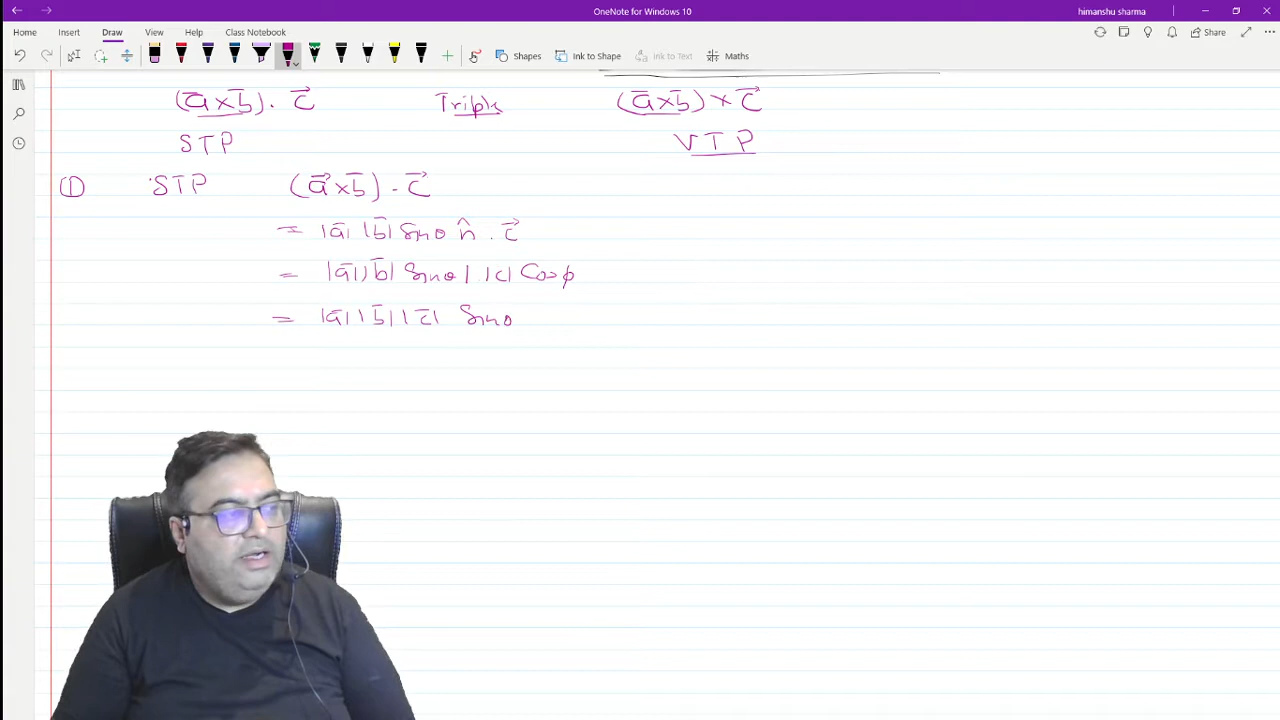 OneNote for Windows 10
himanshu sharma
Home Insert Draw View Help Class Notebook
Share
Shapes Ink to Shape Ink to Text Maths
(a̅×b̅). c⃗ Triple (a̅×b̅) × c⃗
STP VTP
① STP (a⃗×b̅) . c⃗
= |a̅| |b̅| Sinθ n̂ . c⃗
= |a̅| |b̅| Sinθ | . |c| Cosφ
= |a̅| |b̅| |c̅| Sinθ